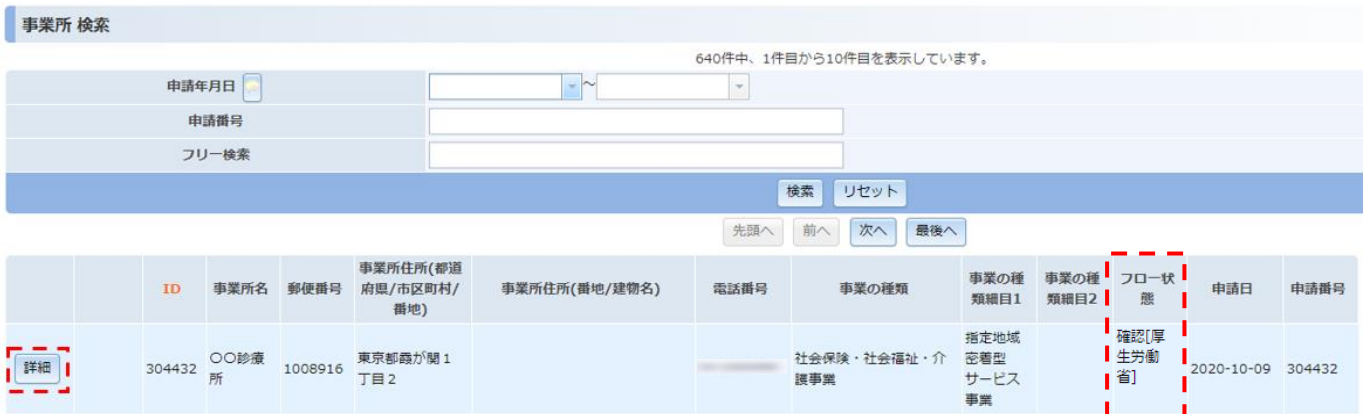 事業所 検索
640件中、1件目から10件目を表示しています。
申請年月日 ～
申請番号
フリー検索
検索 リセット
先頭へ 前へ 次へ 最後へ
ID 事業所名 郵便番号 事業所住所(都道府県/市区町村/番地) 事業所住所(番地/建物名) 電話番号 事業の種類 事業の種類細目1 事業の種類細目2 フロー状態 申請日 申請番号
詳細 304432 〇〇診療所 1008916 東京都霞が関１丁目２ 社会保険・社会福祉・介護事業 指定地域密着型サービス事業 確認[厚生労働省] 2020-10-09 304432